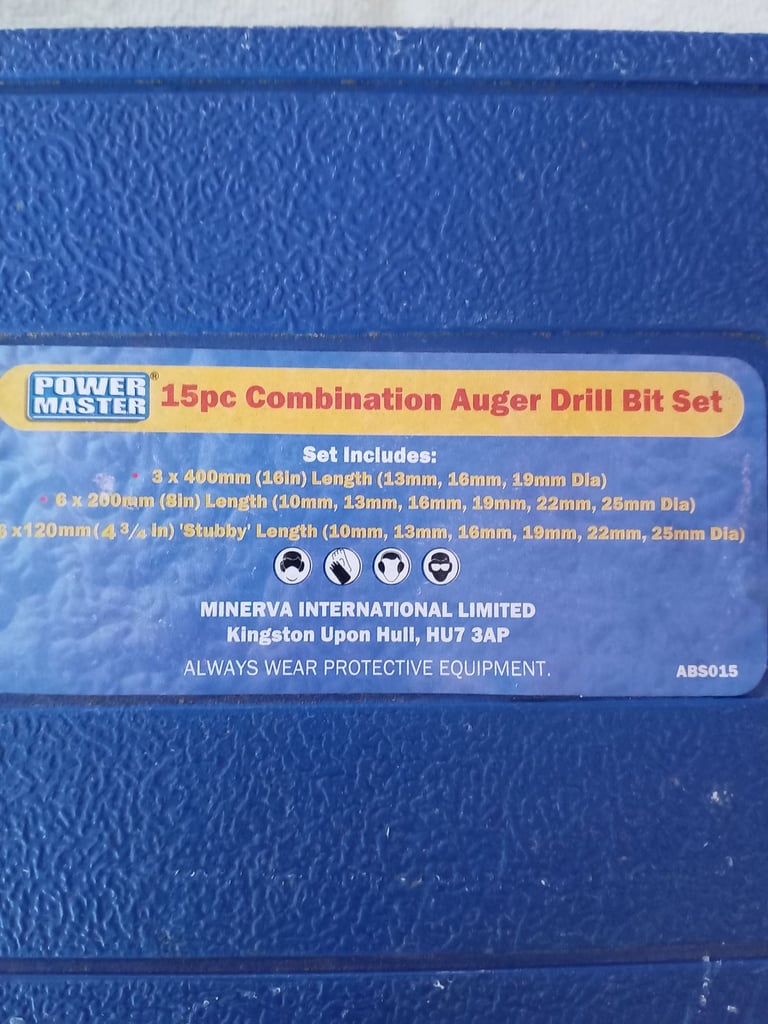 POWER MASTER® 15pc Combination Auger Drill Bit Set
Set Includes:
• 3 x 400mm (16in) Length (13mm, 16mm, 19mm Dia)
• 6 x 200mm (8in) Length (10mm, 13mm, 16mm, 19mm, 22mm, 25mm Dia)
6 x120mm(4 3/4 in) 'Stubby' Length (10mm, 13mm, 16mm, 19mm, 22mm, 25mm Dia)
MINERVA INTERNATIONAL LIMITED
Kingston Upon Hull, HU7 3AP
ALWAYS WEAR PROTECTIVE EQUIPMENT.
ABS015